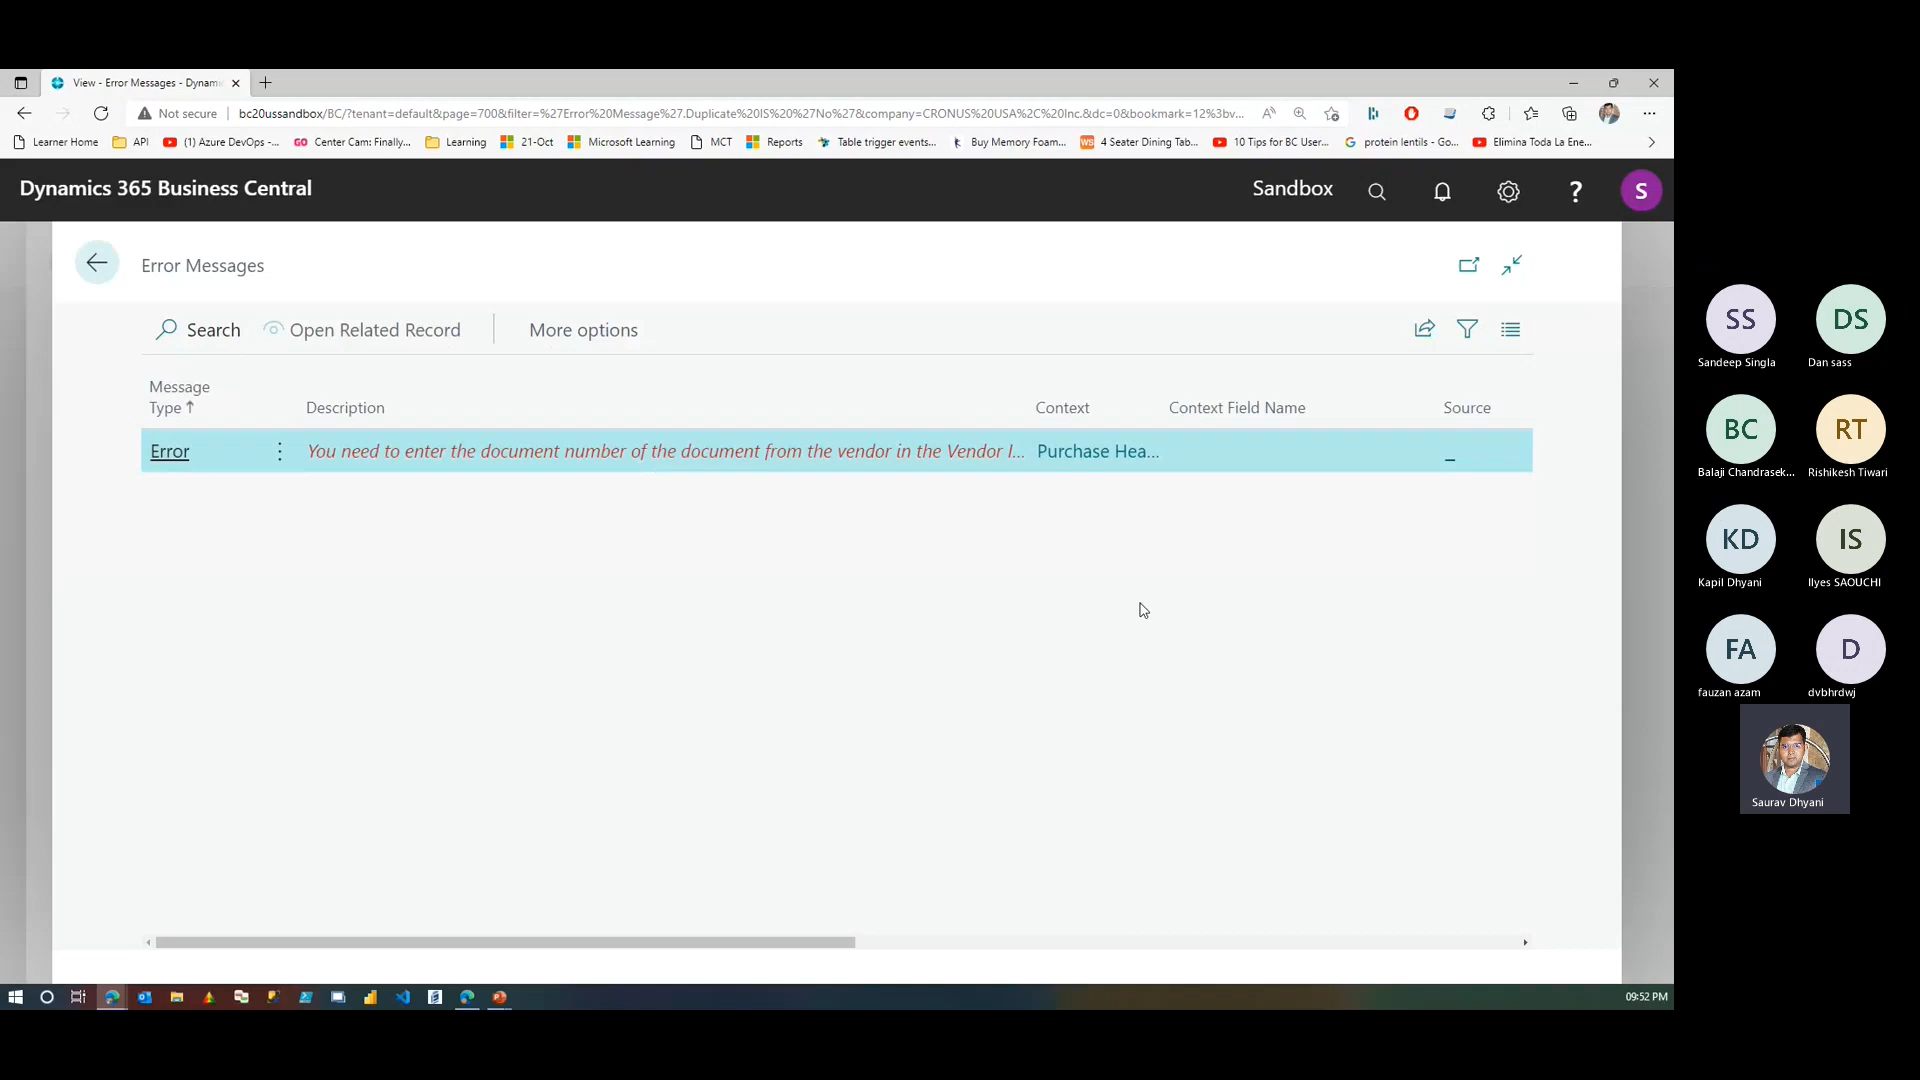 View - Error Messages - Dynami
Not secure
bc20ussandbox/BC/?tenant=default&page=700&filter=%27Error%20Message%27.Duplicate%20IS%20%27No%27&company=CRONUS%20USA%2C%20Inc.&dc=0&bookmark=12%3bv...
Learner Home
API
(1) Azure DevOps -...
GO Center Cam: Finally...
Learning
21-Oct
Microsoft Learning
MCT
Reports
Table trigger events...
k Buy Memory Foam...
WS 4 Seater Dining Tab...
10 Tips for BC User...
G protein lentils - Go...
Elimina Toda La Ene...
Dynamics 365 Business Central
Sandbox
?
S
Error Messages
Search
Open Related Record
More options
Message
Type ↑
Description
Context
Context Field Name
Source
Error
You need to enter the document number of the document from the vendor in the Vendor I...
Purchase Hea...
_
09:52 PM
SS
Sandeep Singla
DS
Dan sass
BC
Balaji Chandrasek...
RT
Rishikesh Tiwari
KD
Kapil Dhyani
IS
Ilyes SAOUCHI
FA
fauzan azam
D
dvbhrdwj
Saurav Dhyani